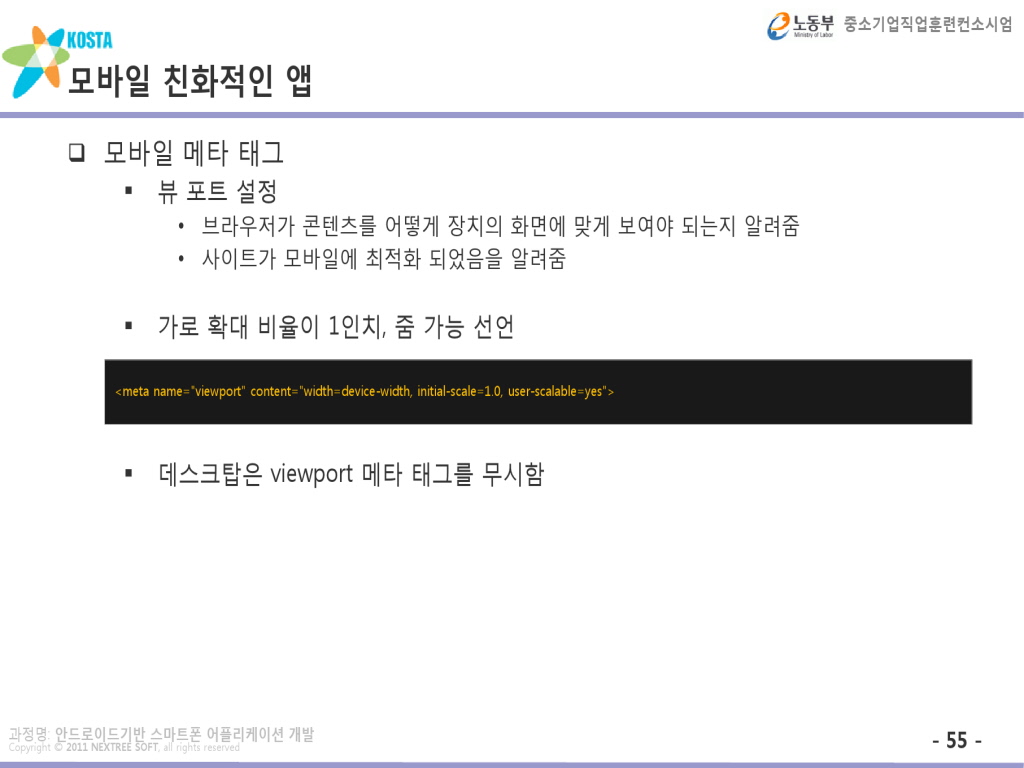 노동부 중소기업직업훈련컨소시엄
Ministry of Labor
KOSTA
모바일 친화적인 앱
모바일 메타 태그
뷰 포트 설정
브라우저가 콘텐츠를 어떻게 장치의 화면에 맞게 보여야 되는지 알려줌
사이트가 모바일에 최적화 되었음을 알려줌
가로 확대 비율이 1인치, 줌 가능 선언
<meta name="viewport" content="width=device-width, initial-scale=1.0, user-scalable=yes">
데스크탑은 viewport 메타 태그를 무시함
과정명: 안드로이드기반 스마트폰 어플리케이션 개발
Copyright © 2011 NEXTREE SOFT, all rights reserved
- 55 -